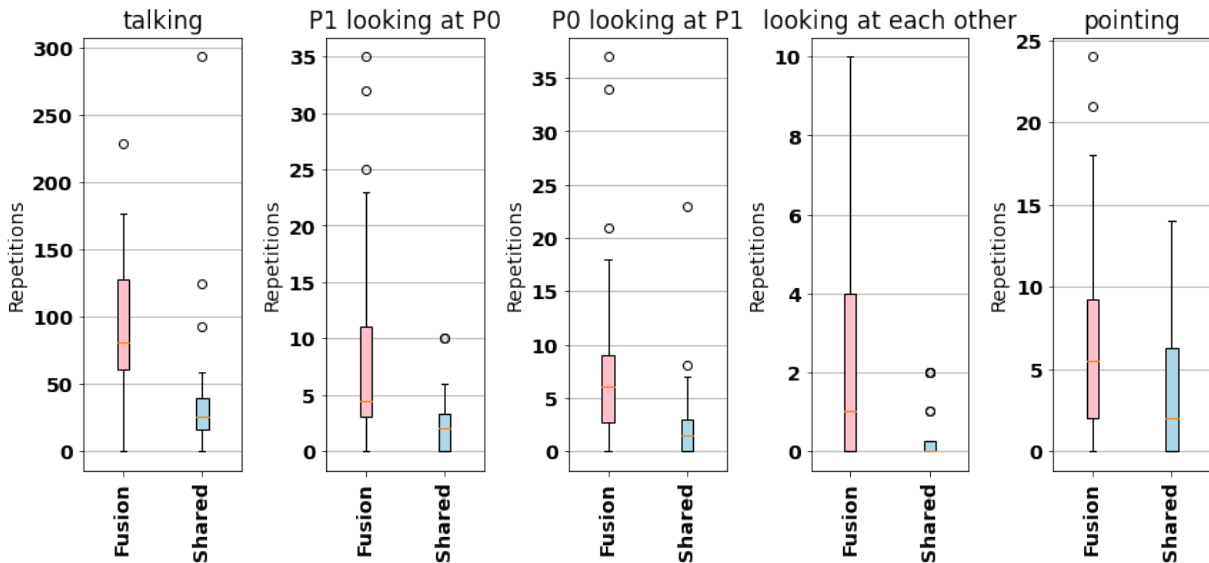 talking
P1 looking at P0
P0 looking at P1
looking at each other
pointing
Repetitions
300
250
200
150
100
50
0
Fusion
Shared
Repetitions
35
30
25
20
15
10
5
0
Fusion
Shared
Repetitions
35
30
25
20
15
10
5
0
Fusion
Shared
Repetitions
10
8
6
4
2
0
Fusion
Shared
Repetitions
25
20
15
10
5
0
Fusion
Shared